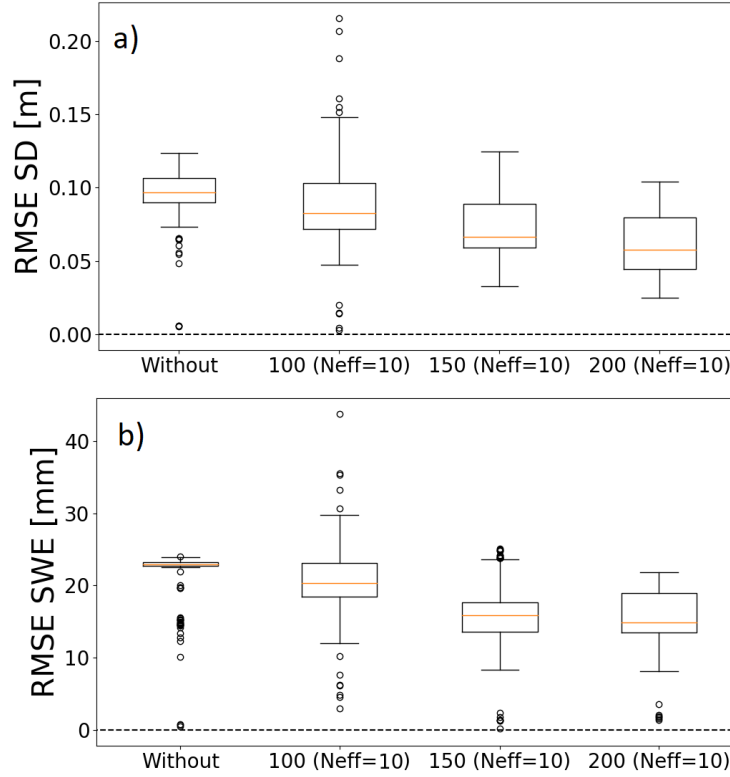 a)
RMSE SD [m]
0.20
0.15
0.10
0.05
0.00
Without 100 (Neff=10) 150 (Neff=10) 200 (Neff=10)
b)
RMSE SWE [mm]
40
30
20
10
0
Without 100 (Neff=10) 150 (Neff=10) 200 (Neff=10)